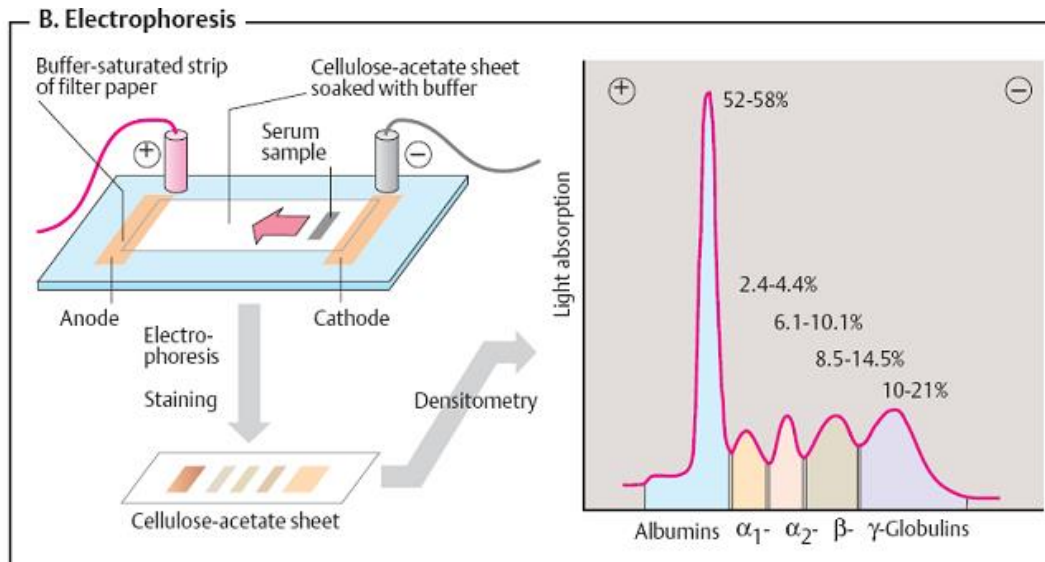 B. Electrophoresis
Buffer-saturated strip
of filter paper
Cellulose-acetate sheet
soaked with buffer
Serum
sample
+
−
Anode
Cathode
Electro-
phoresis
Staining
Densitometry
Cellulose-acetate sheet
Light absorption
+
−
52-58%
2.4-4.4%
6.1-10.1%
8.5-14.5%
10-21%
Albumins α₁- α₂- β- γ-Globulins